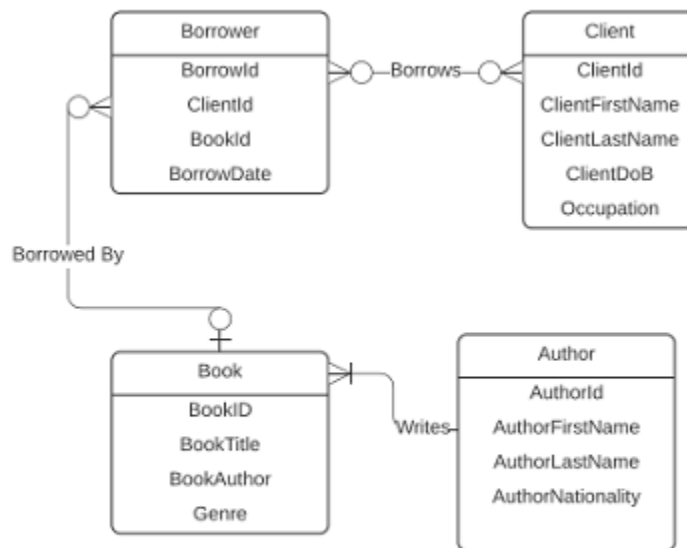 Borrower
BorrowId
ClientId
BookId
BorrowDate
Borrows
Client
ClientId
ClientFirstName
ClientLastName
ClientDoB
Occupation
Borrowed By
Book
BookID
BookTitle
BookAuthor
Genre
Writes
Author
AuthorId
AuthorFirstName
AuthorLastName
AuthorNationality